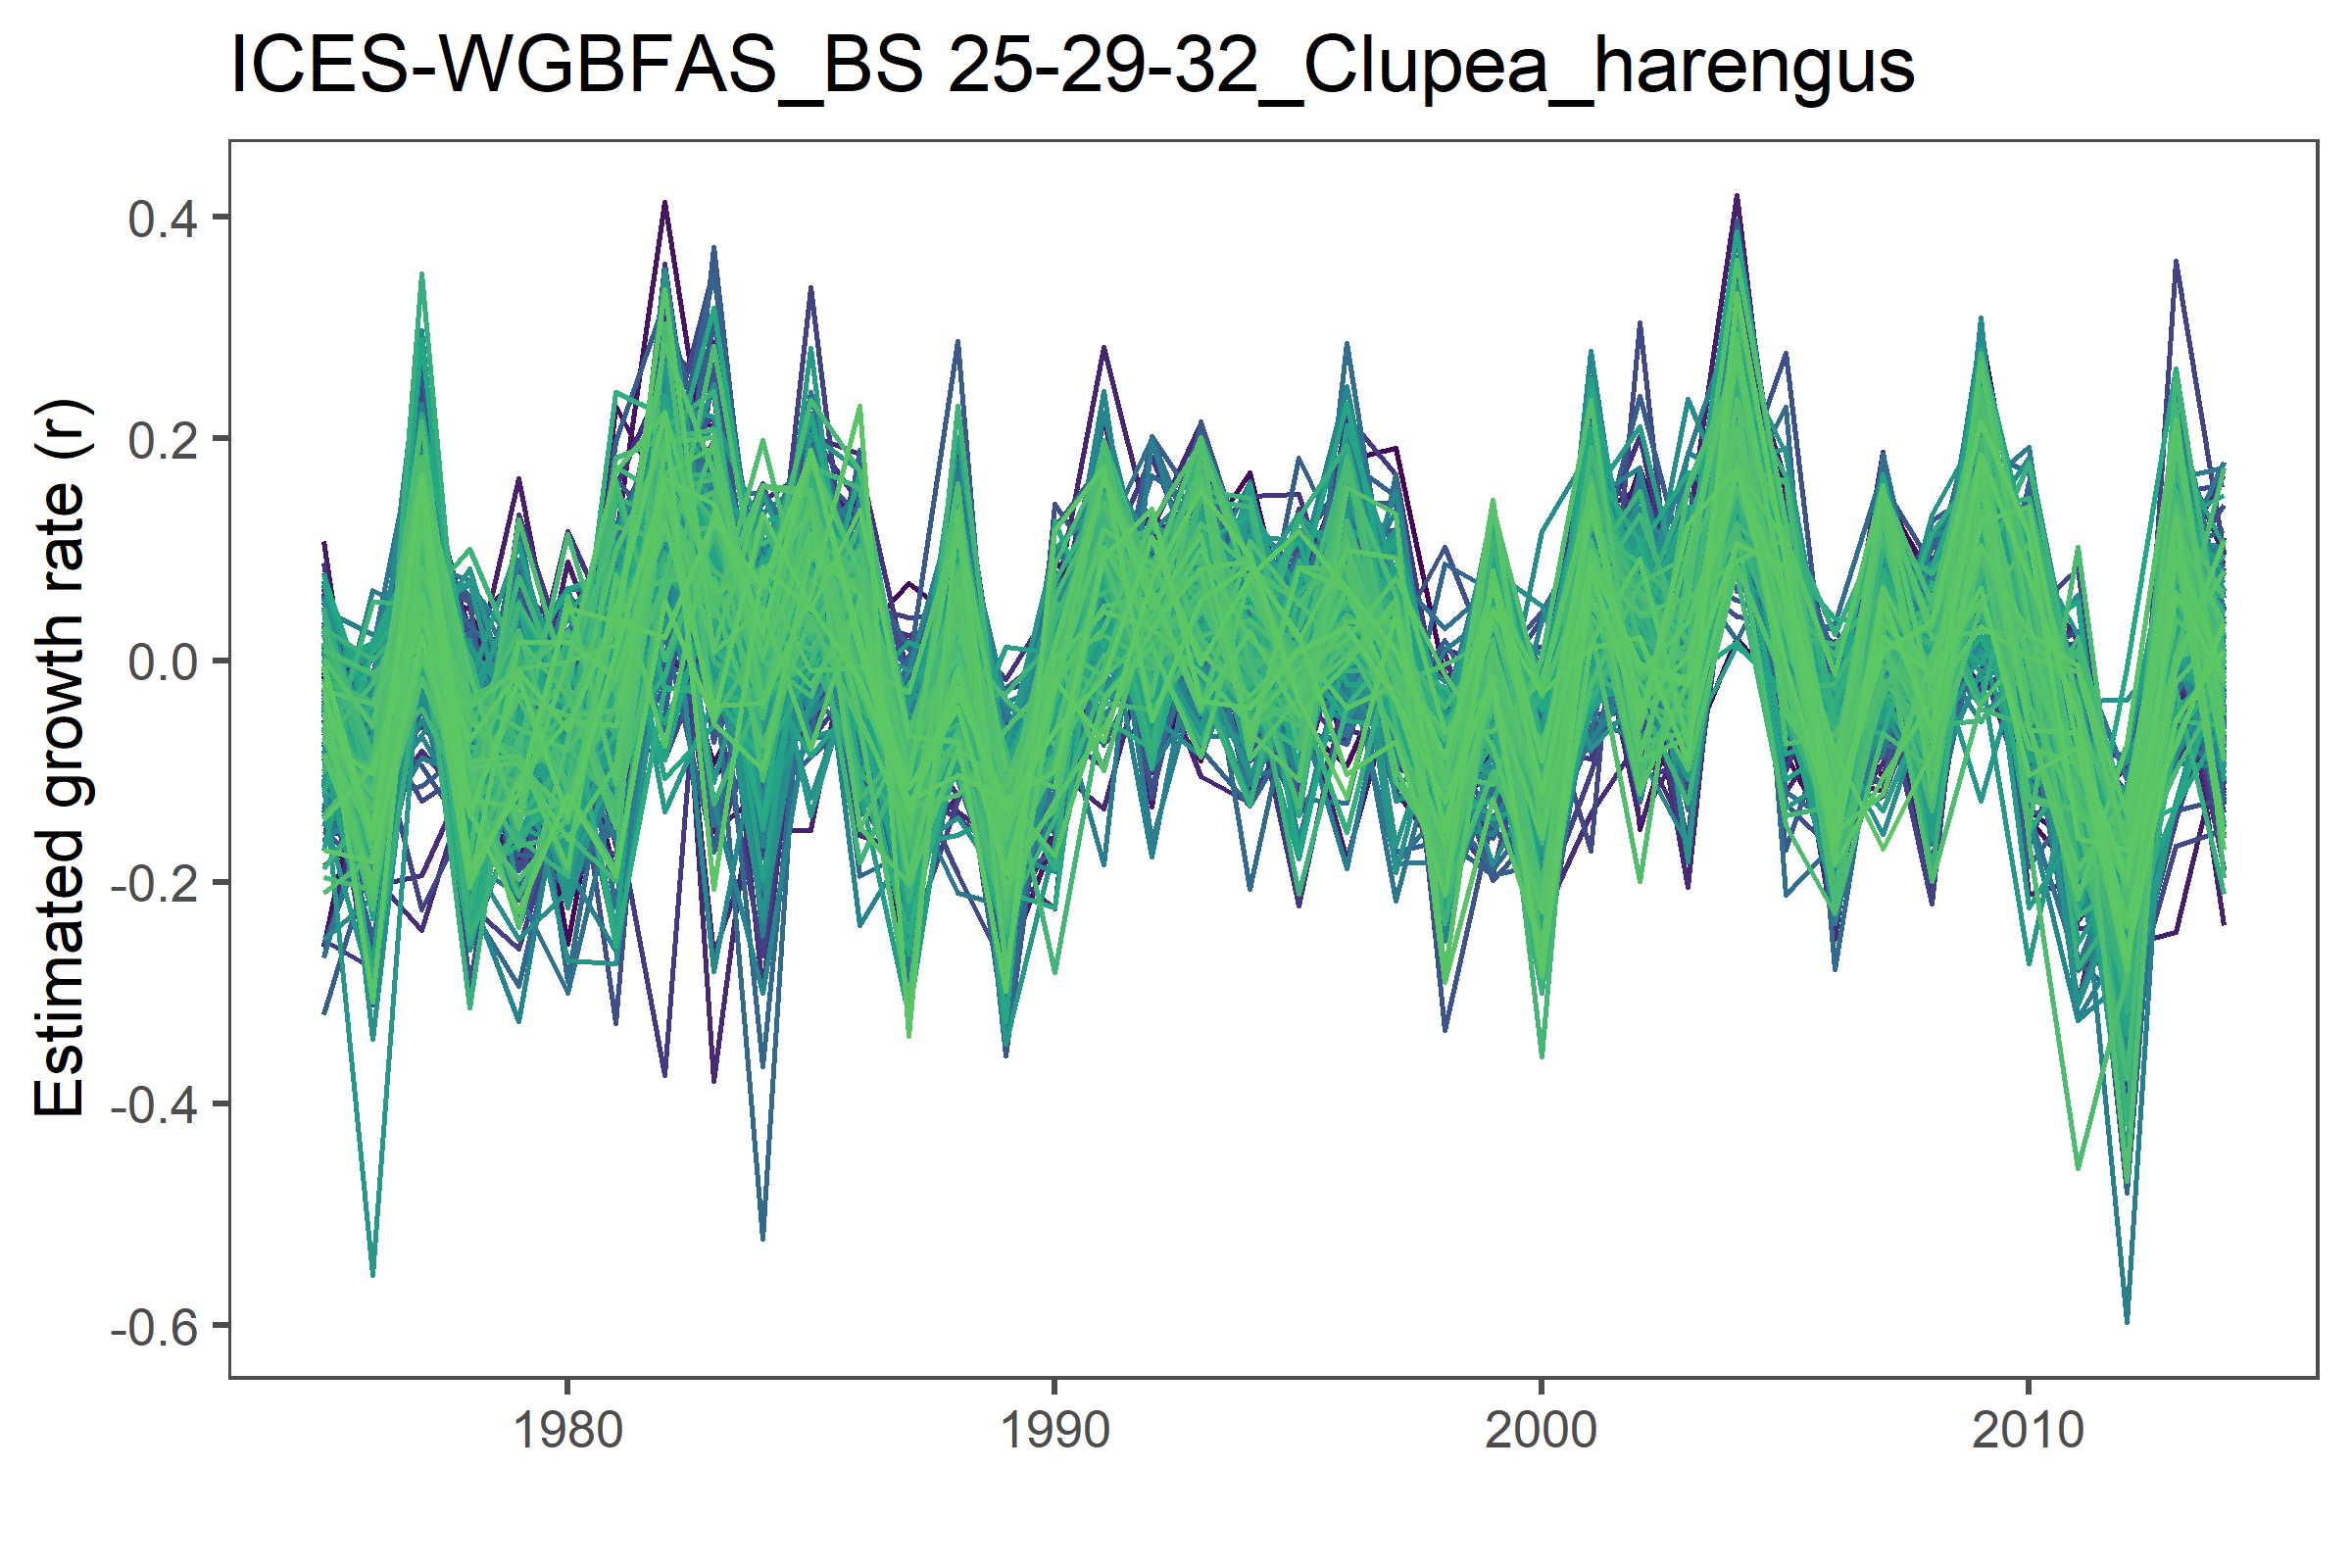 ICES-WGBFAS_BS 25-29-32_Clupea_harengus
Estimated growth rate (r)
0.4
0.2
0.0
-0.2
-0.4
-0.6
1980 1990 2000 2010